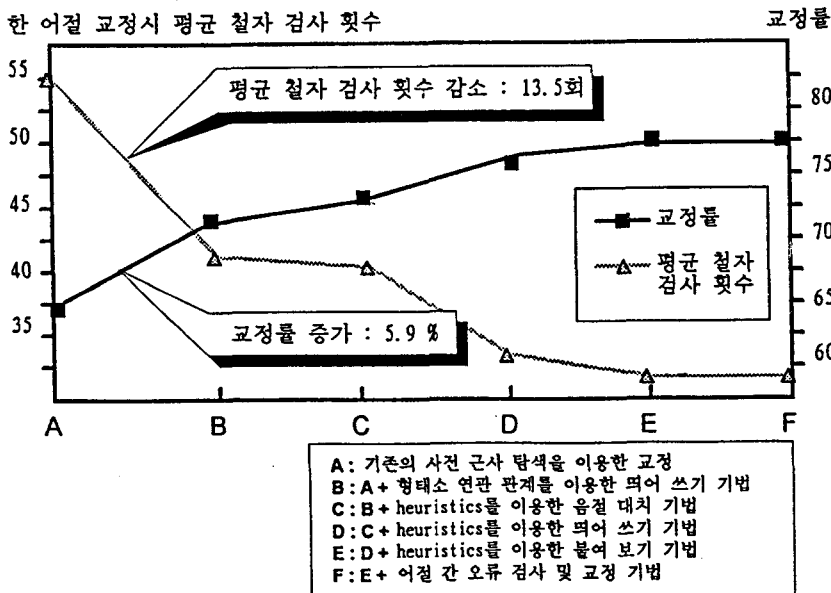 한 어절 교정시 평균 철자 검사 횟수
교정률
55
50
45
40
35
평균 철자 검사 횟수 감소 : 13.5회
교정률 증가 : 5.9 %
교정률
평균 철자
검사 횟수
80
75
70
65
60
A B C D E F
A: 기존의 사전 근사 탐색을 이용한 교정
B:A+ 형태소 연관 관계를 이용한 띄어 쓰기 기법
C:B+ heuristics를 이용한 음절 대치 기법
D:C+ heuristics를 이용한 띄어 쓰기 기법
E:D+ heuristics를 이용한 붙여 보기 기법
F:E+ 어절 간 오류 검사 및 교정 기법